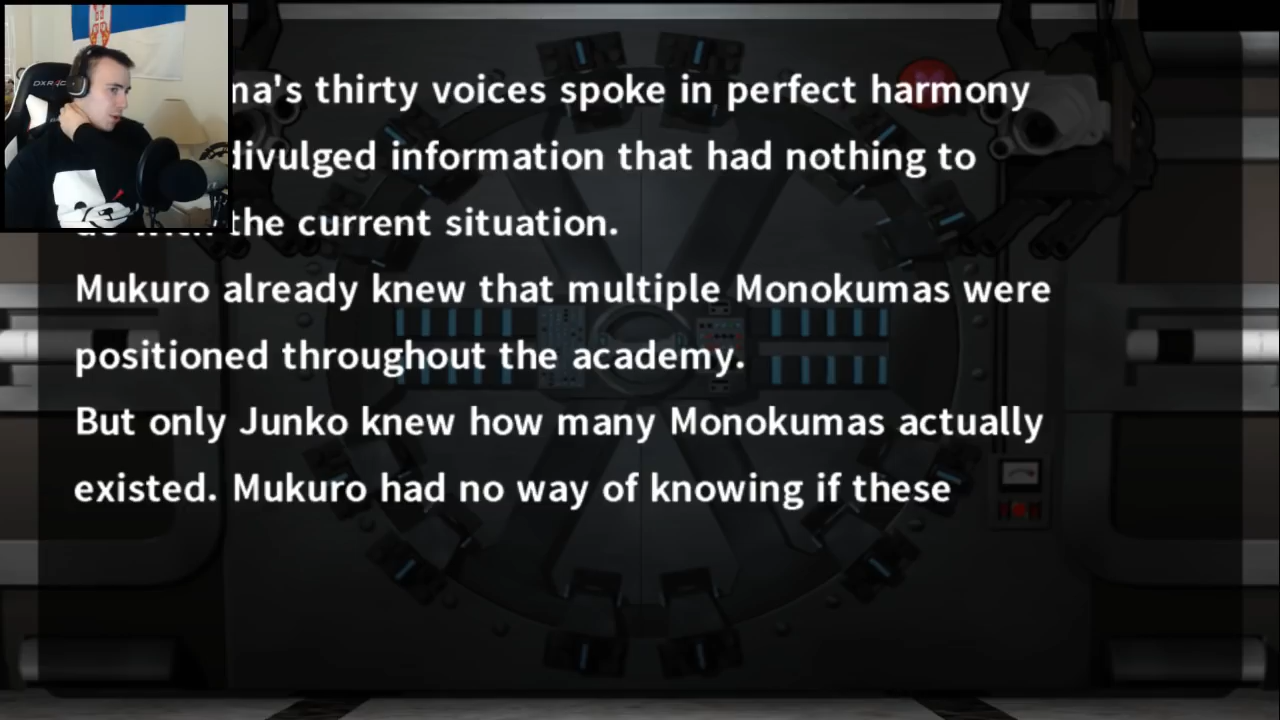 ma's thirty voices spoke in perfect harmony
divulged information that had nothing to
the current situation.
Mukuro already knew that multiple Monokumas were
positioned throughout the academy.
But only Junko knew how many Monokumas actually
existed. Mukuro had no way of knowing if these